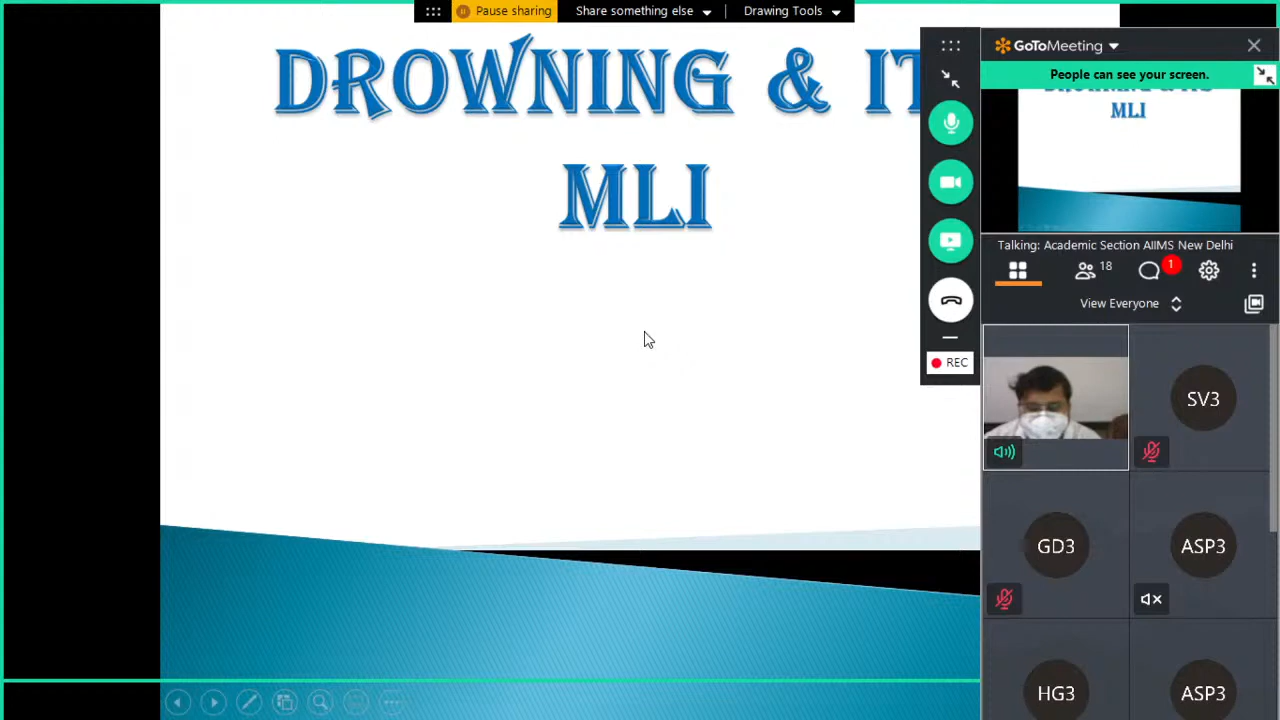 Pause sharing
Share something else
Drawing Tools
DROWNING & IT
MLI
GoToMeeting
People can see your screen.
MLI
Talking: Academic Section AIIMS New Delhi
18
1
View Everyone
REC
SV3
GD3
ASP3
HG3
ASP3